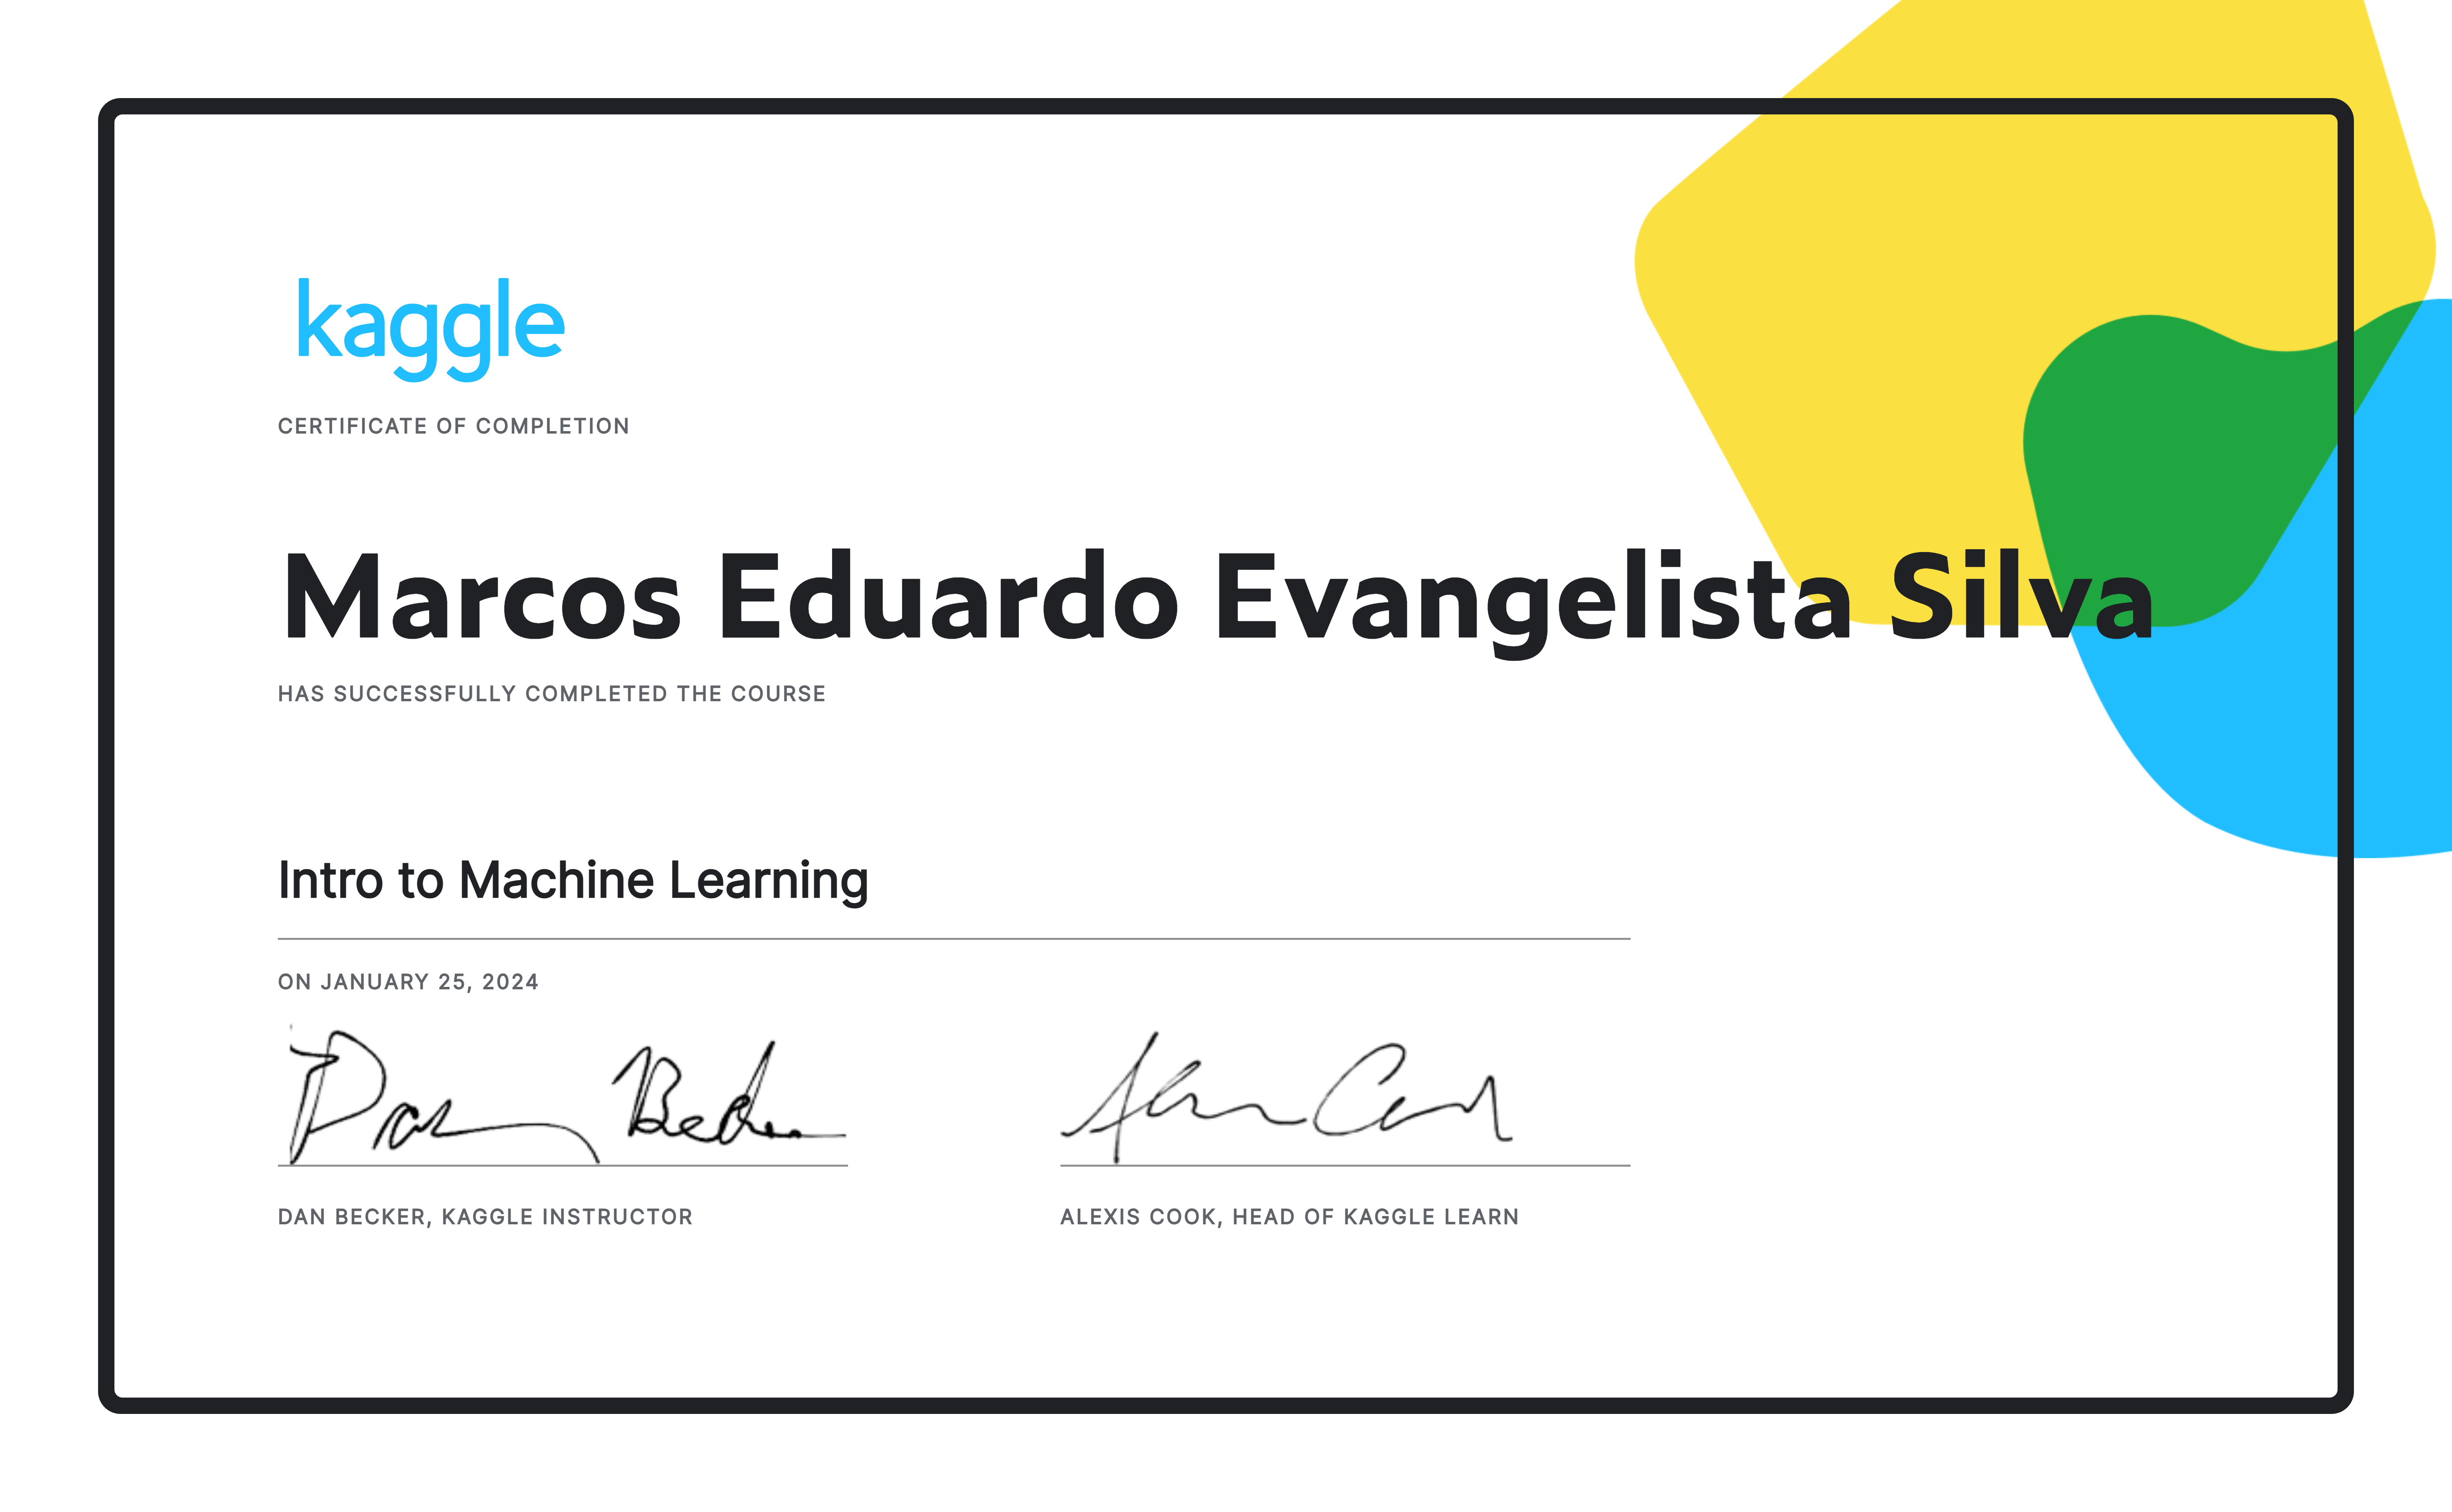 kaggle
CERTIFICATE OF COMPLETION
Marcos Eduardo Evangelista Silva
HAS SUCCESSFULLY COMPLETED THE COURSE
Intro to Machine Learning
ON JANUARY 25, 2024
Dan Becker
Alexis Cook
DAN BECKER, KAGGLE INSTRUCTOR
ALEXIS COOK, HEAD OF KAGGLE LEARN